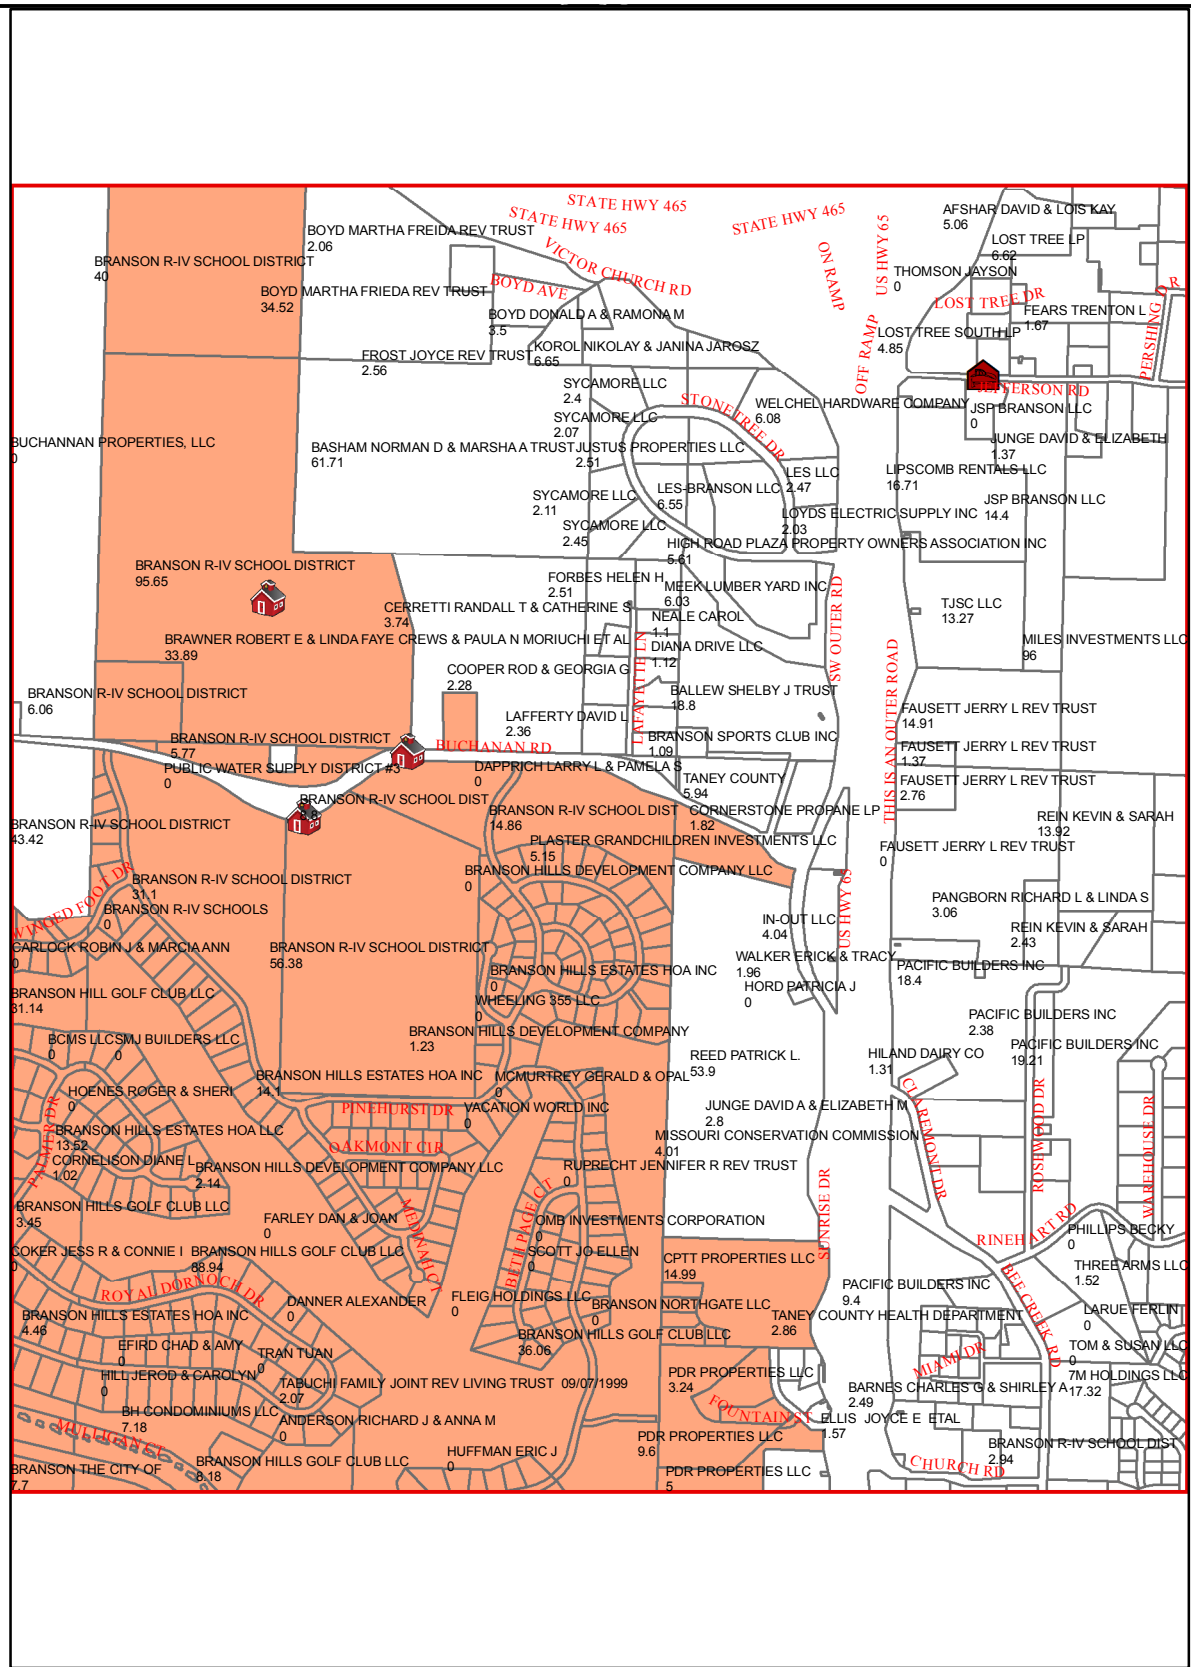 STATE HWY 465
STATE HWY 465
STATE HWY 465
US HWY 65
AFSHAR DAVID & LOIS KAY
5.06
BOYD MARTHA FREIDA REV TRUST
2.06
VICTOR CHURCH RD
ON RAMP
LOST TREE LP
6.62
BRANSON R-IV SCHOOL DISTRICT
40
THOMSON JAYSON
0
BOYD MARTHA FRIEDA REV TRUST
34.52
BOYD AVE
LOST TREE DR
PERSHING DR
BOYD DONALD A & RAMONA M
3.5
FEARS TRENTON L
1.67
OFF RAMP
LOST TREE SOUTH LP
4.85
KOROL NIKOLAY & JANINA JAROSZ
6.65
FROST JOYCE REV TRUST
2.56
SYCAMORE LLC
2.4
JEFFERSON RD
STONETREE DR
WELCHEL HARDWARE COMPANY
6.08
JSP BRANSON LLC
0
SYCAMORE LLC
2.07
BUCHANNAN PROPERTIES, LLC
0
BASHAM NORMAN D & MARSHA A TRUST
61.71
JUSTUS PROPERTIES LLC
2.51
JUNGE DAVID & ELIZABETH
1.37
LES LLC
2.47
LIPSCOMB RENTALS LLC
16.71
SYCAMORE LLC
2.11
LES-BRANSON LLC
6.55
JSP BRANSON LLC
14.4
LOYDS ELECTRIC SUPPLY INC
2.03
SYCAMORE LLC
2.45
HIGH ROAD PLAZA PROPERTY OWNERS ASSOCIATION INC
5.61
BRANSON R-IV SCHOOL DISTRICT
95.65
FORBES HELEN H
2.51
MEEK LUMBER YARD INC
6.03
SW OUTER RD
CERRETTI RANDALL T & CATHERINE S
3.74
NEALE CAROL
1.1
TJSC LLC
13.27
BRAWNER ROBERT E & LINDA FAYE CREWS & PAULA N MORIUCHI ET AL
33.89
DIANA DRIVE LLC
1.12
MILES INVESTMENTS LLC
96
LAFAYETTE LN
THIS IS AN OUTER ROAD
COOPER ROD & GEORGIA G
2.28
BRANSON R-IV SCHOOL DISTRICT
6.06
BALLEW SHELBY J TRUST
18.8
LAFFERTY DAVID L
2.36
FAUSETT JERRY L REV TRUST
14.91
BRANSON R-IV SCHOOL DISTRICT
5.77
BUCHANAN RD
BRANSON SPORTS CLUB INC
1.09
FAUSETT JERRY L REV TRUST
1.37
PUBLIC WATER SUPPLY DISTRICT #3
0
DAPPRICH LARRY L & PAMELA S
0
TANEY COUNTY
5.94
FAUSETT JERRY L REV TRUST
2.76
BRANSON R-IV SCHOOL DIST
8.8
BRANSON R-IV SCHOOL DIST
14.86
CORNERSTONE PROPANE LP
1.82
REIN KEVIN & SARAH
13.92
BRANSON R-IV SCHOOL DISTRICT
43.42
PLASTER GRANDCHILDREN INVESTMENTS LLC
5.15
FAUSETT JERRY L REV TRUST
0
BRANSON HILLS DEVELOPMENT COMPANY LLC
0
BRANSON R-IV SCHOOL DISTRICT
31.1
WINGED FOOT DR
US HWY 65
PANGBORN RICHARD L & LINDA S
3.06
BRANSON R-IV SCHOOLS
0
IN-OUT LLC
4.04
REIN KEVIN & SARAH
2.43
CARLOCK ROBIN J & MARCIA ANN
0
BRANSON R-IV SCHOOL DISTRICT
56.38
WALKER ERICK & TRACY
1.96
PACIFIC BUILDERS INC
18.4
BRANSON HILLS ESTATES HOA INC
0
BRANSON HILL GOLF CLUB LLC
31.14
HORD PATRICIA J
0
WHEELING 355 LLC
0
PACIFIC BUILDERS INC
2.38
BRANSON HILLS DEVELOPMENT COMPANY
1.23
BCMS LLC
0
SMJ BUILDERS LLC
0
PACIFIC BUILDERS INC
19.21
REED PATRICK L.
53.9
HILAND DAIRY CO
1.31
BRANSON HILLS ESTATES HOA INC
14.1
MCMURTREY GERALD & OPAL
0
HOENES ROGER & SHERI
0
PINEHURST DR
VACATION WORLD INC
0
JUNGE DAVID A & ELIZABETH M
2.8
CLAREMONT DR
ROSEWOOD DR
WAREHOUSE DR
PALMER DR
BRANSON HILLS ESTATES HOA LLC
13.52
OAKMONT CIR
MISSOURI CONSERVATION COMMISSION
4.01
CORNELISON DIANE L
1.02
BRANSON HILLS DEVELOPMENT COMPANY LLC
2.14
RUPRECHT JENNIFER R REV TRUST
0
BRANSON HILLS GOLF CLUB LLC
3.45
FARLEY DAN & JOAN
0
MEDINAH CT
BETH PAGE CT
OMB INVESTMENTS CORPORATION
0
SUNRISE DR
RINEHART RD
PHILLIPS BECKY
0
COKER JESS R & CONNIE I
0
BRANSON HILLS GOLF CLUB LLC
88.94
SCOTT JO ELLEN
0
CPTT PROPERTIES LLC
14.99
THREE ARMS LLC
1.52
ROYAL DORNOCH DR
PACIFIC BUILDERS INC
9.4
BEE CREEK RD
DANNER ALEXANDER
0
FLEIG HOLDINGS LLC
0
BRANSON NORTHGATE LLC
0
BRANSON HILLS ESTATES HOA INC
4.46
TANEY COUNTY HEALTH DEPARTMENT
2.86
LARUE FERLIN
0
BRANSON HILLS GOLF CLUB LLC
36.06
EFIRD CHAD & AMY
0
TRAN TUAN
0
TOM & SUSAN LLC
0
MIAMI DR
HILL JEROD & CAROLYN
0
TABUCHI FAMILY JOINT REV LIVING TRUST 09/07/1999
2.07
PDR PROPERTIES LLC
3.24
7M HOLDINGS LLC
17.32
BARNES CHARLES G & SHIRLEY A
2.49
BH CONDOMINIUMS LLC
7.18
ANDERSON RICHARD J & ANNA M
0
FOUNTAIN ST
ELLIS JOYCE E ETAL
1.57
MULLIGAN CT
PDR PROPERTIES LLC
9.6
BRANSON R-IV SCHOOL DIST
2.94
HUFFMAN ERIC J
0
BRANSON HILLS GOLF CLUB LLC
8.18
CHURCH RD
BRANSON THE CITY OF
7.7
PDR PROPERTIES LLC
5